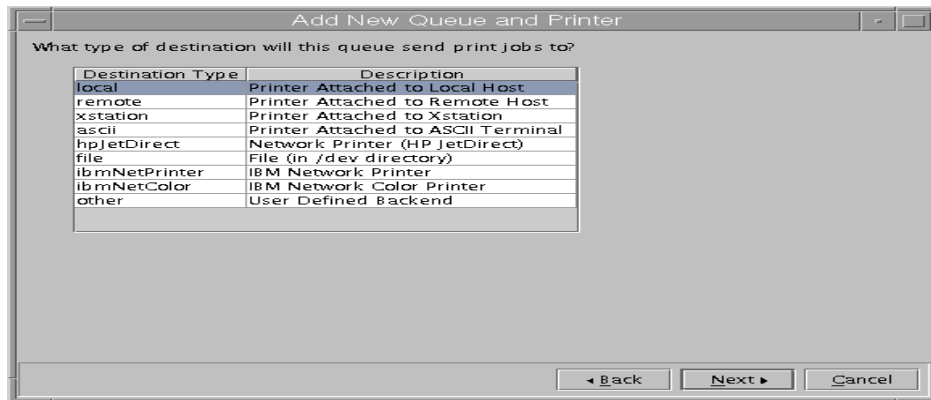 Add New Queue and Printer
What type of destination will this queue send print jobs to?
Destination Type Description
local Printer Attached to Local Host
remote Printer Attached to Remote Host
xstation Printer Attached to Xstation
ascii Printer Attached to ASCII Terminal
hpJetDirect Network Printer (HP JetDirect)
file File (in /dev directory)
ibmNetPrinter IBM Network Printer
ibmNetColor IBM Network Color Printer
other User Defined Backend
Back Next Cancel